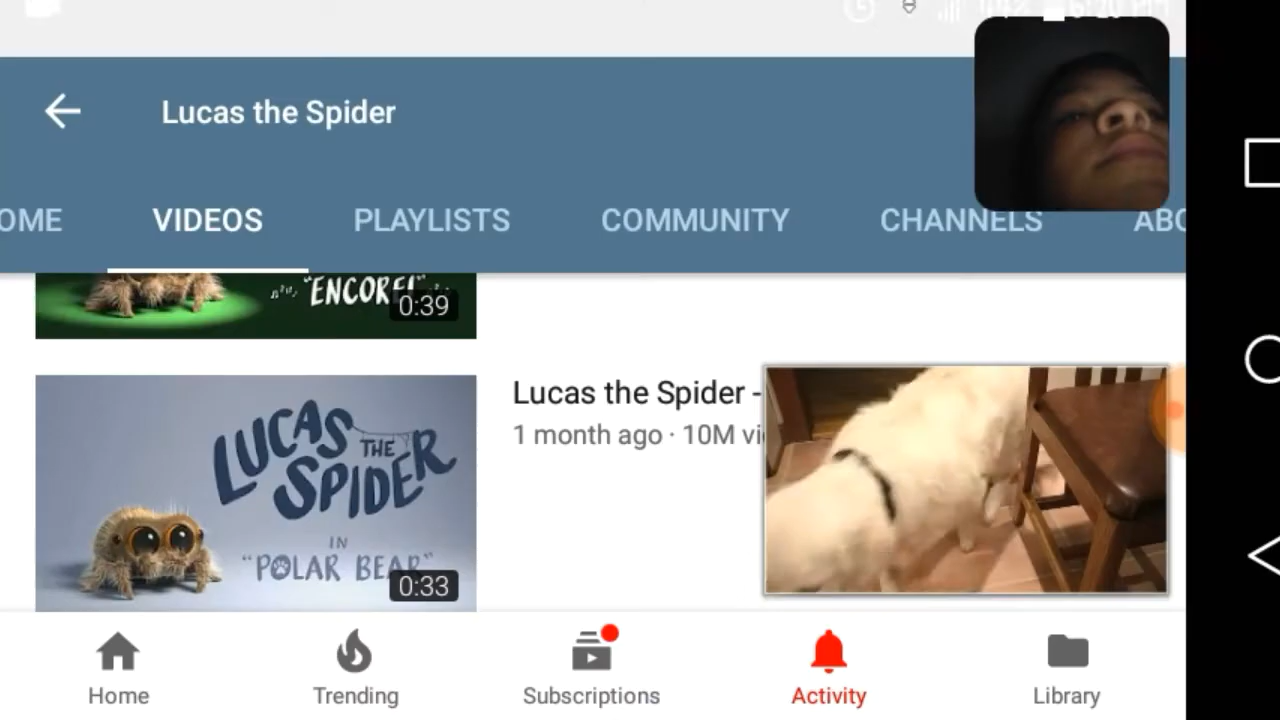 Lucas the Spider
OME VIDEOS PLAYLISTS COMMUNITY CHANNELS ABO
"ENCORE!"
0:39
LUCAS
THE
SPIDER
IN
"POLAR BEAR"
0:33
Lucas the Spider -
1 month ago · 10M vi
Home Trending Subscriptions Activity Library